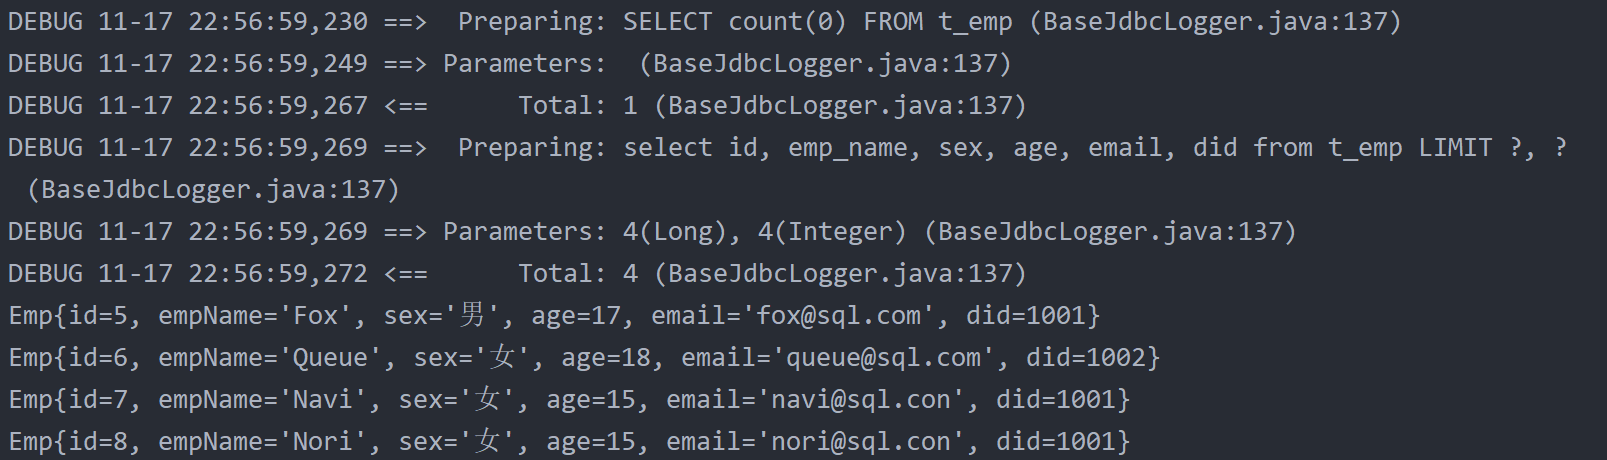 DEBUG 11-17 22:56:59,230 ==>  Preparing: SELECT count(0) FROM t_emp (BaseJdbcLogger.java:137)
DEBUG 11-17 22:56:59,249 ==> Parameters:  (BaseJdbcLogger.java:137)
DEBUG 11-17 22:56:59,267 <==      Total: 1 (BaseJdbcLogger.java:137)
DEBUG 11-17 22:56:59,269 ==>  Preparing: select id, emp_name, sex, age, email, did from t_emp LIMIT ?, ?
 (BaseJdbcLogger.java:137)
DEBUG 11-17 22:56:59,269 ==> Parameters: 4(Long), 4(Integer) (BaseJdbcLogger.java:137)
DEBUG 11-17 22:56:59,272 <==      Total: 4 (BaseJdbcLogger.java:137)
Emp{id=5, empName='Fox', sex='男', age=17, email='fox@sql.com', did=1001}
Emp{id=6, empName='Queue', sex='女', age=18, email='queue@sql.com', did=1002}
Emp{id=7, empName='Navi', sex='女', age=15, email='navi@sql.con', did=1001}
Emp{id=8, empName='Nori', sex='女', age=15, email='nori@sql.con', did=1001}